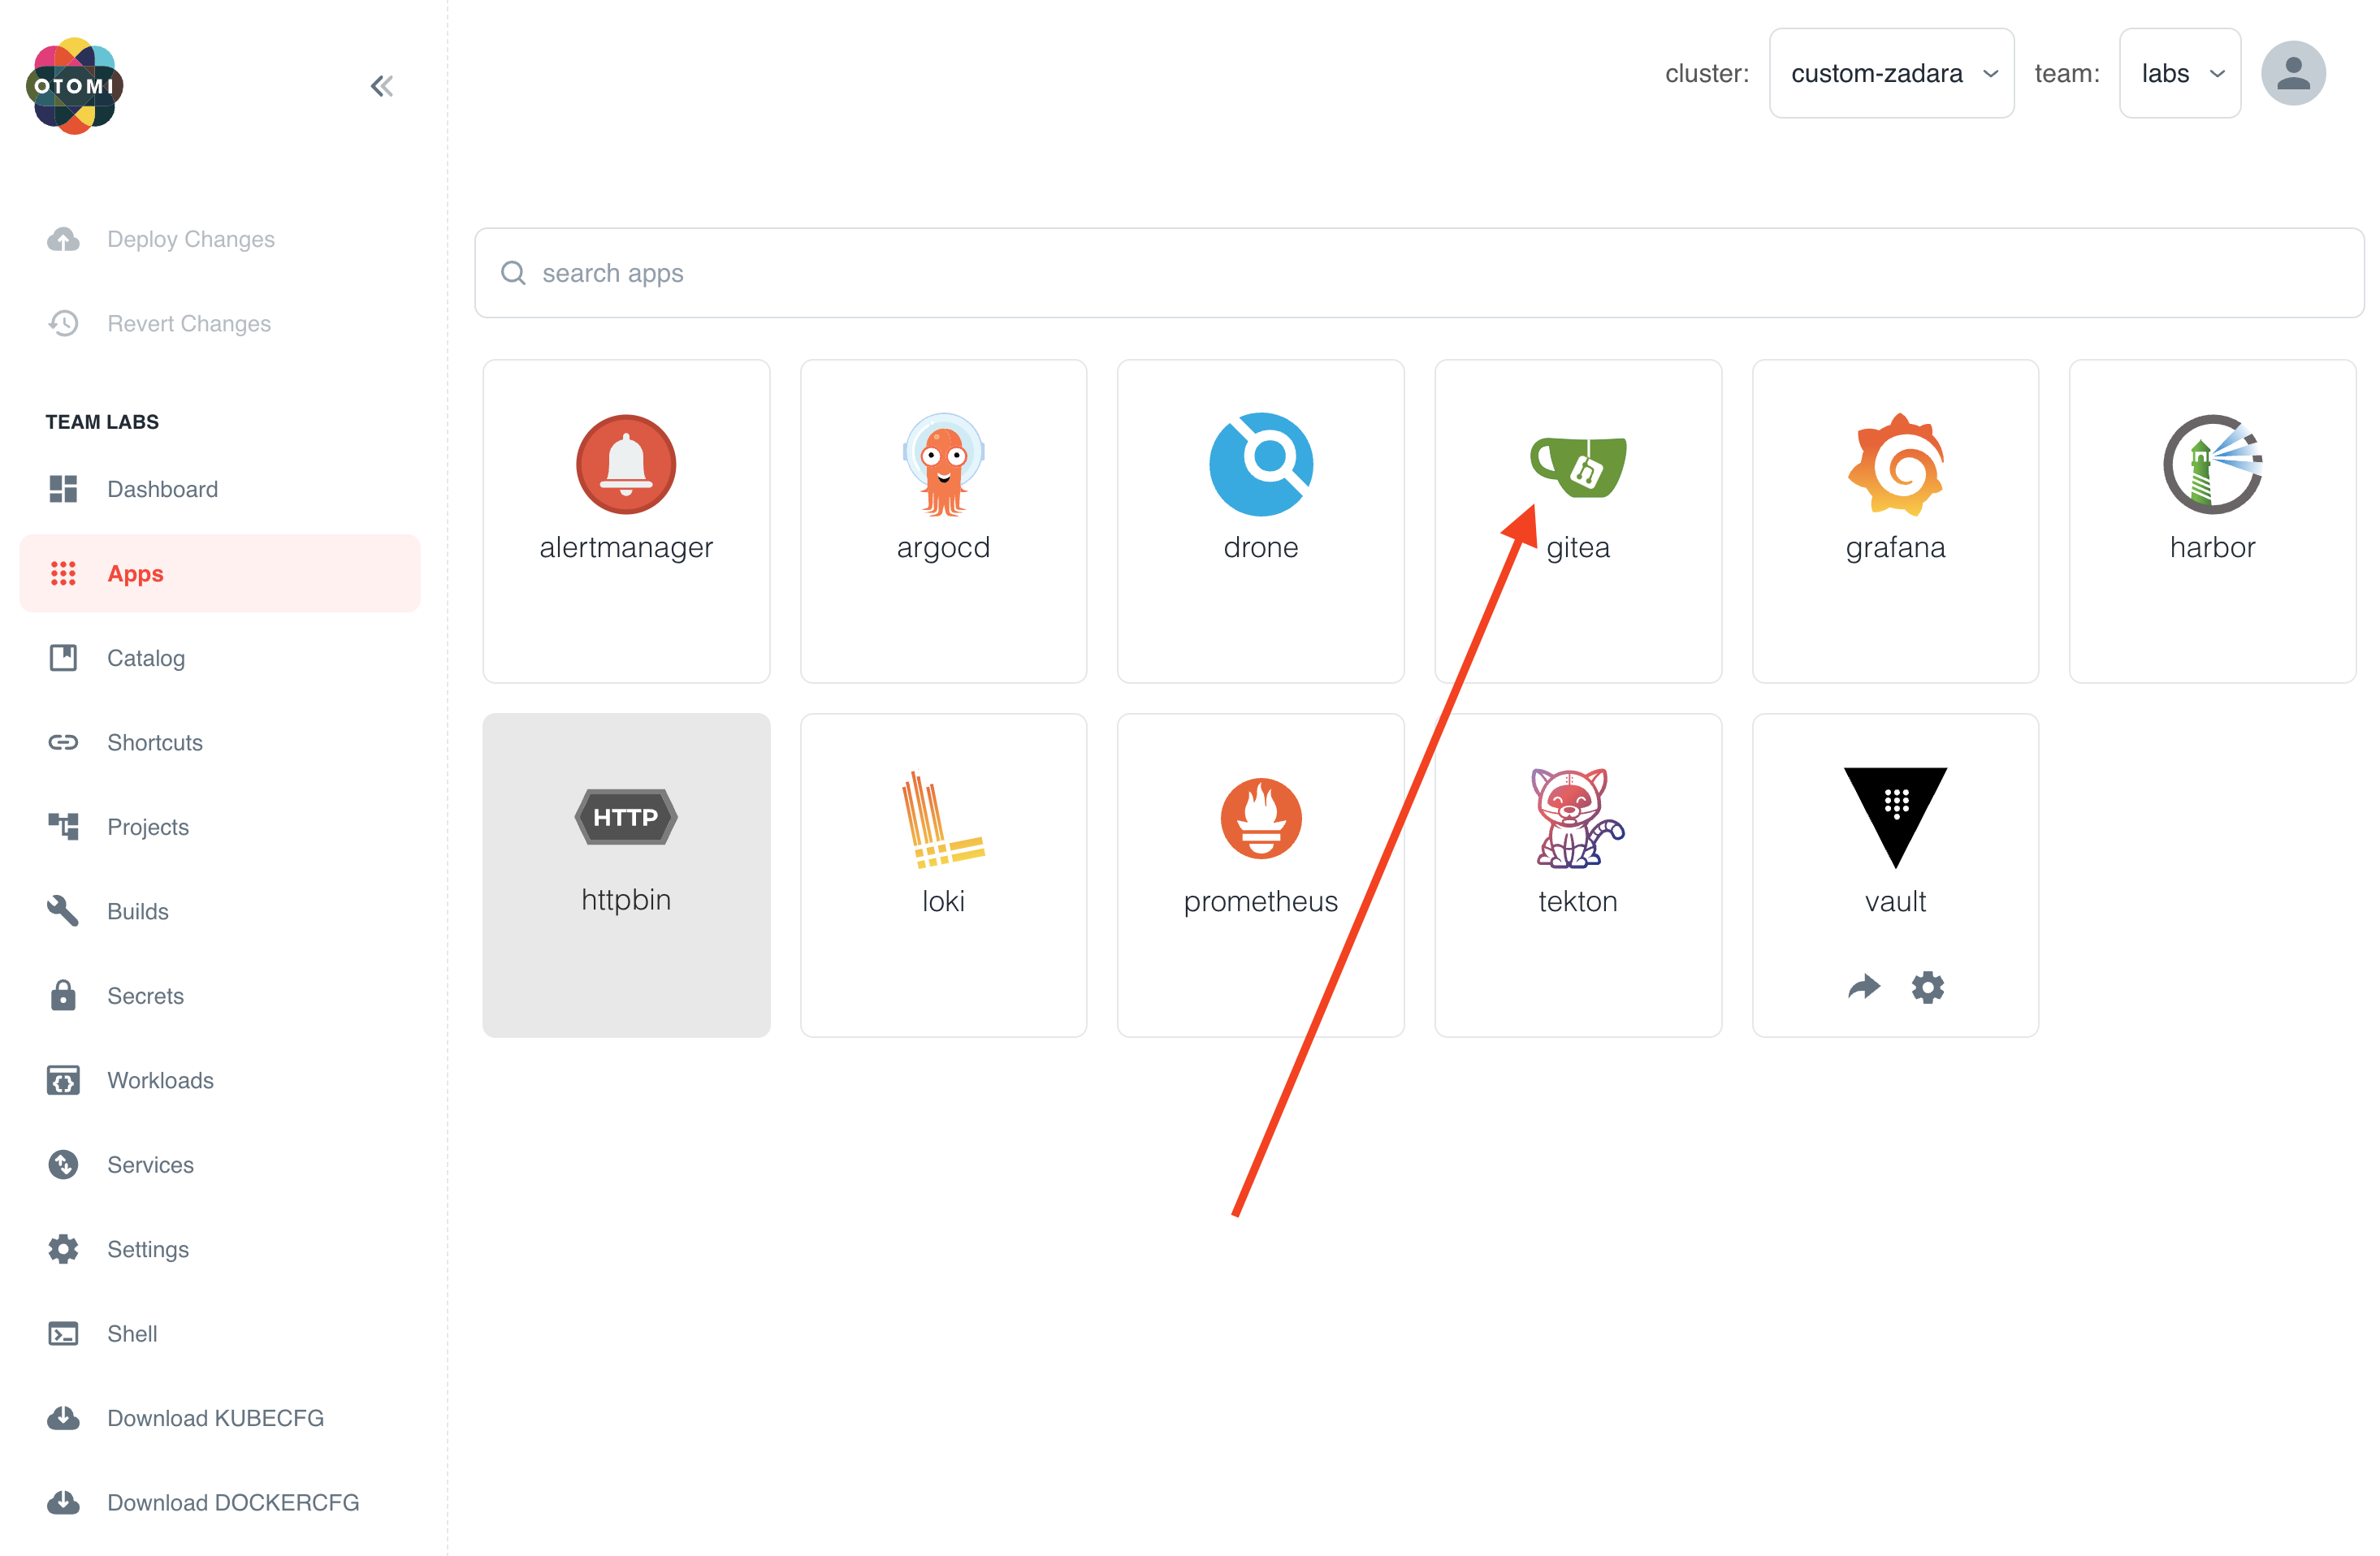 OTOMI
cluster: custom-zadara team: labs
Deploy Changes
Revert Changes
TEAM LABS
Dashboard
Apps
Catalog
Shortcuts
Projects
Builds
Secrets
Workloads
Services
Settings
Shell
Download KUBECFG
Download DOCKERCFG
search apps
alertmanager
argocd
drone
gitea
grafana
harbor
HTTP
httpbin
loki
prometheus
tekton
vault